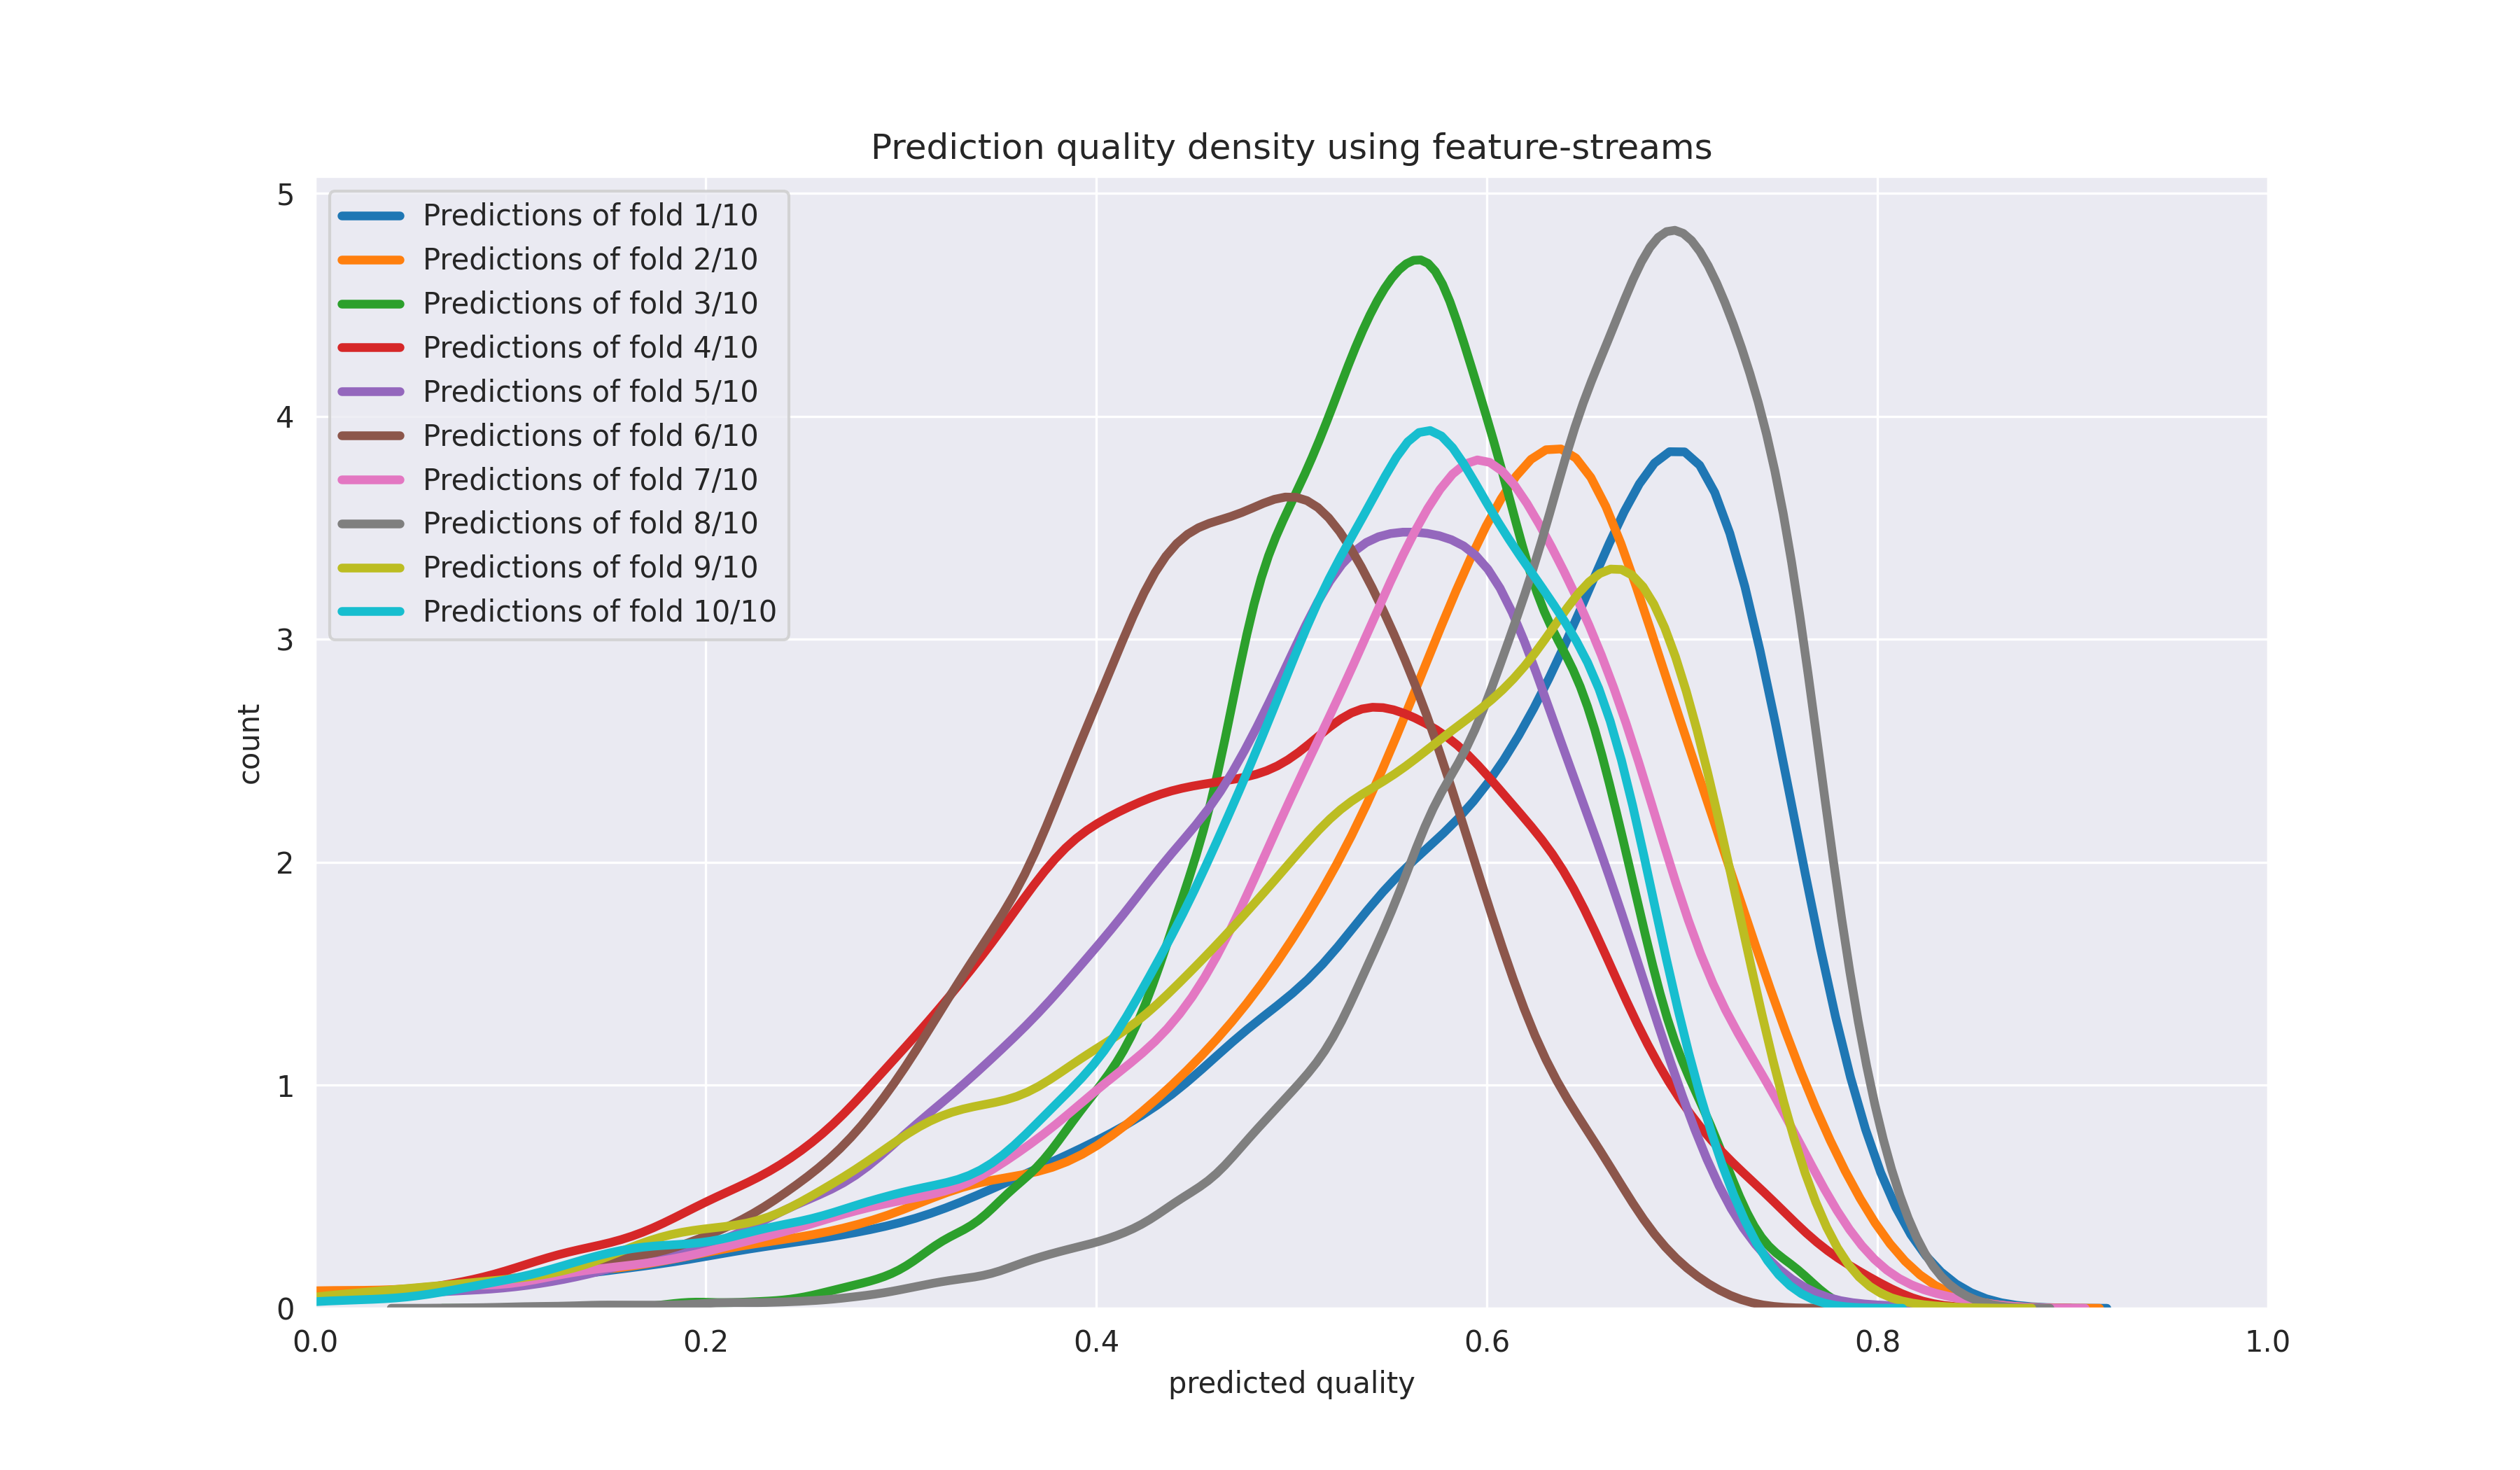 Prediction quality density using feature-streams
5
4
3
2
1
0
count
Predictions of fold 1/10
Predictions of fold 2/10
Predictions of fold 3/10
Predictions of fold 4/10
Predictions of fold 5/10
Predictions of fold 6/10
Predictions of fold 7/10
Predictions of fold 8/10
Predictions of fold 9/10
Predictions of fold 10/10
0.0 0.2 0.4 0.6 0.8 1.0
predicted quality